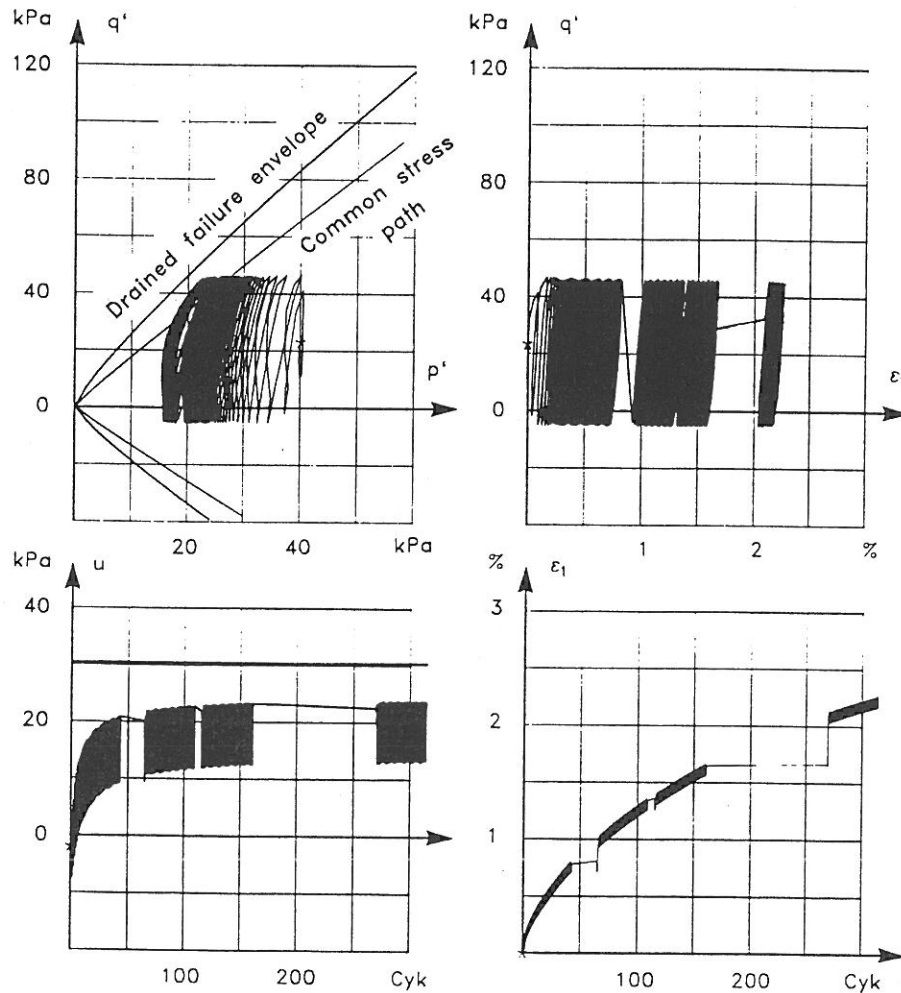 kPa q'
120
80
40
0
Drained failure envelope
Common stress
path
p'
20 40 kPa
kPa q'
120
80
40
0
ε
1 2 %
kPa u
40
20
0
100 200 Cyk
% ε₁
3
2
1
100 200 Cyk